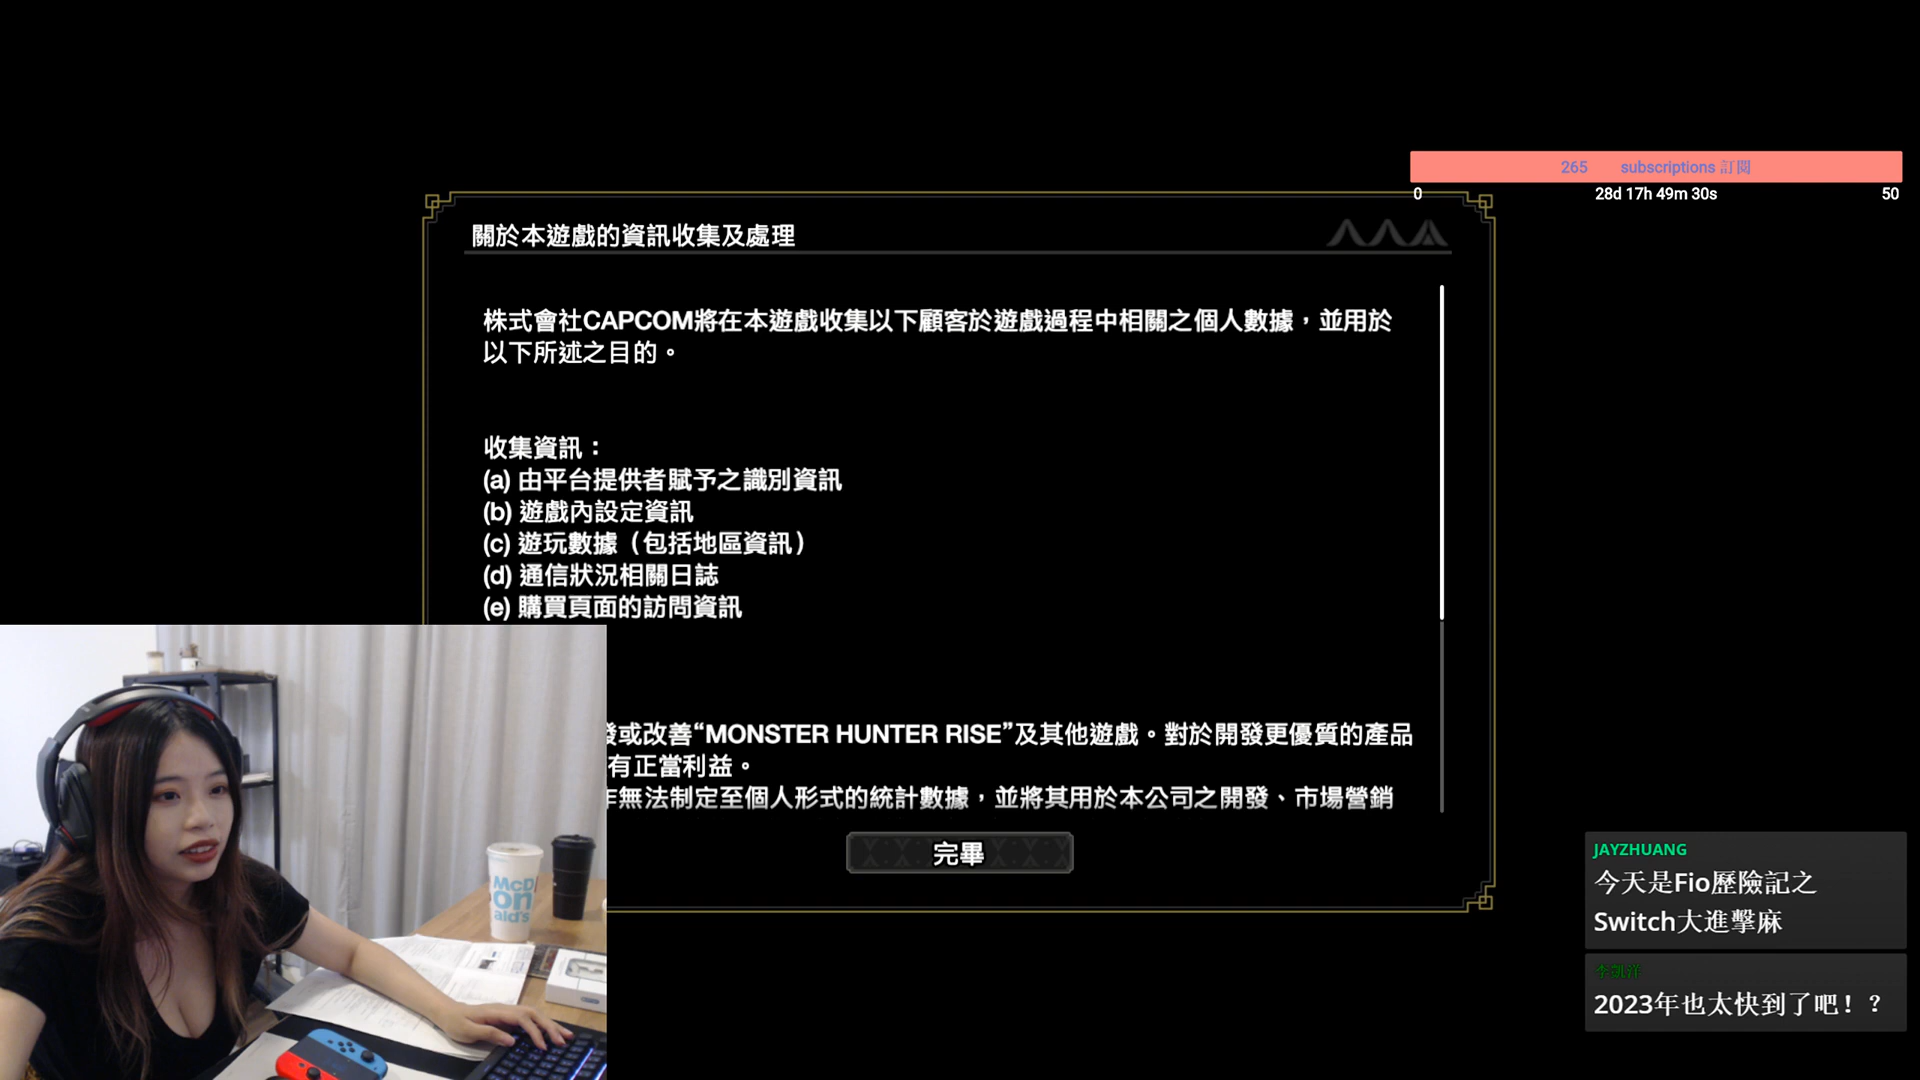 265 subscriptions 訂閱
0 28d 17h 49m 30s 50
關於本遊戲的資訊收集及處理
株式會社CAPCOM將在本遊戲收集以下顧客於遊戲過程中相關之個人數據，並用於
以下所述之目的。
收集資訊：
(a) 由平台提供者賦予之識別資訊
(b) 遊戲內設定資訊
(c) 遊玩數據（包括地區資訊）
(d) 通信狀況相關日誌
(e) 購買頁面的訪問資訊
或改善“MONSTER HUNTER RISE”及其他遊戲。對於開發更優質的產品
有正當利益。
無法制定至個人形式的統計數據，並將其用於本公司之開發、市場營銷
完畢
McD
on
ald's
JAYZHUANG
今天是Fio歷險記之
Switch大進擊麻
李凱洋
2023年也太快到了吧！？